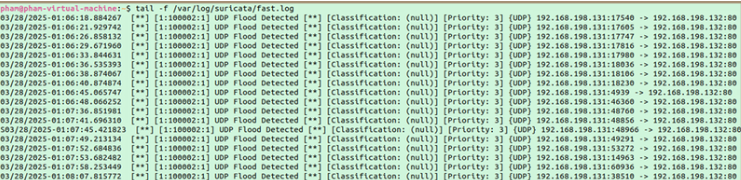 pham@pham-virtual-machine:~$ tail -f /var/log/suricata/fast.log
03/28/2025-01:06:18.884267  [**] [1:100002:1] UDP Flood Detected [**] [Classification: (null)] [Priority: 3] {UDP} 192.168.198.131:17540 -> 192.168.198.132:80
03/28/2025-01:06:21.929742  [**] [1:100002:1] UDP Flood Detected [**] [Classification: (null)] [Priority: 3] {UDP} 192.168.198.131:17605 -> 192.168.198.132:80
03/28/2025-01:06:26.858132  [**] [1:100002:1] UDP Flood Detected [**] [Classification: (null)] [Priority: 3] {UDP} 192.168.198.131:17747 -> 192.168.198.132:80
03/28/2025-01:06:29.671960  [**] [1:100002:1] UDP Flood Detected [**] [Classification: (null)] [Priority: 3] {UDP} 192.168.198.131:17816 -> 192.168.198.132:80
03/28/2025-01:06:33.844631  [**] [1:100002:1] UDP Flood Detected [**] [Classification: (null)] [Priority: 3] {UDP} 192.168.198.131:17980 -> 192.168.198.132:80
03/28/2025-01:06:36.535393  [**] [1:100002:1] UDP Flood Detected [**] [Classification: (null)] [Priority: 3] {UDP} 192.168.198.131:18036 -> 192.168.198.132:80
03/28/2025-01:06:38.874067  [**] [1:100002:1] UDP Flood Detected [**] [Classification: (null)] [Priority: 3] {UDP} 192.168.198.131:18106 -> 192.168.198.132:80
03/28/2025-01:06:40.874874  [**] [1:100002:1] UDP Flood Detected [**] [Classification: (null)] [Priority: 3] {UDP} 192.168.198.131:18230 -> 192.168.198.132:80
03/28/2025-01:06:45.065747  [**] [1:100002:1] UDP Flood Detected [**] [Classification: (null)] [Priority: 3] {UDP} 192.168.198.131:4939 -> 192.168.198.132:80
03/28/2025-01:06:48.066252  [**] [1:100002:1] UDP Flood Detected [**] [Classification: (null)] [Priority: 3] {UDP} 192.168.198.131:46360 -> 192.168.198.132:80
03/28/2025-01:07:36.851981  [**] [1:100002:1] UDP Flood Detected [**] [Classification: (null)] [Priority: 3] {UDP} 192.168.198.131:48760 -> 192.168.198.132:80
03/28/2025-01:07:41.696310  [**] [1:100002:1] UDP Flood Detected [**] [Classification: (null)] [Priority: 3] {UDP} 192.168.198.131:48856 -> 192.168.198.132:80
S03/28/2025-01:07:45.421823  [**] [1:100002:1] UDP Flood Detected [**] [Classification: (null)] [Priority: 3] {UDP} 192.168.198.131:48966 -> 192.168.198.132:80
03/28/2025-01:07:49.213134  [**] [1:100002:1] UDP Flood Detected [**] [Classification: (null)] [Priority: 3] {UDP} 192.168.198.131:49291 -> 192.168.198.132:80
03/28/2025-01:07:52.684836  [**] [1:100002:1] UDP Flood Detected [**] [Classification: (null)] [Priority: 3] {UDP} 192.168.198.131:53272 -> 192.168.198.132:80
03/28/2025-01:07:53.682482  [**] [1:100002:1] UDP Flood Detected [**] [Classification: (null)] [Priority: 3] {UDP} 192.168.198.131:14963 -> 192.168.198.132:80
03/28/2025-01:07:58.253449  [**] [1:100002:1] UDP Flood Detected [**] [Classification: (null)] [Priority: 3] {UDP} 192.168.198.131:60936 -> 192.168.198.132:80
03/28/2025-01:08:07.815772  [**] [1:100002:1] UDP Flood Detected [**] [Classification: (null)] [Priority: 3] {UDP} 192.168.198.131:38510 -> 192.168.198.132:80